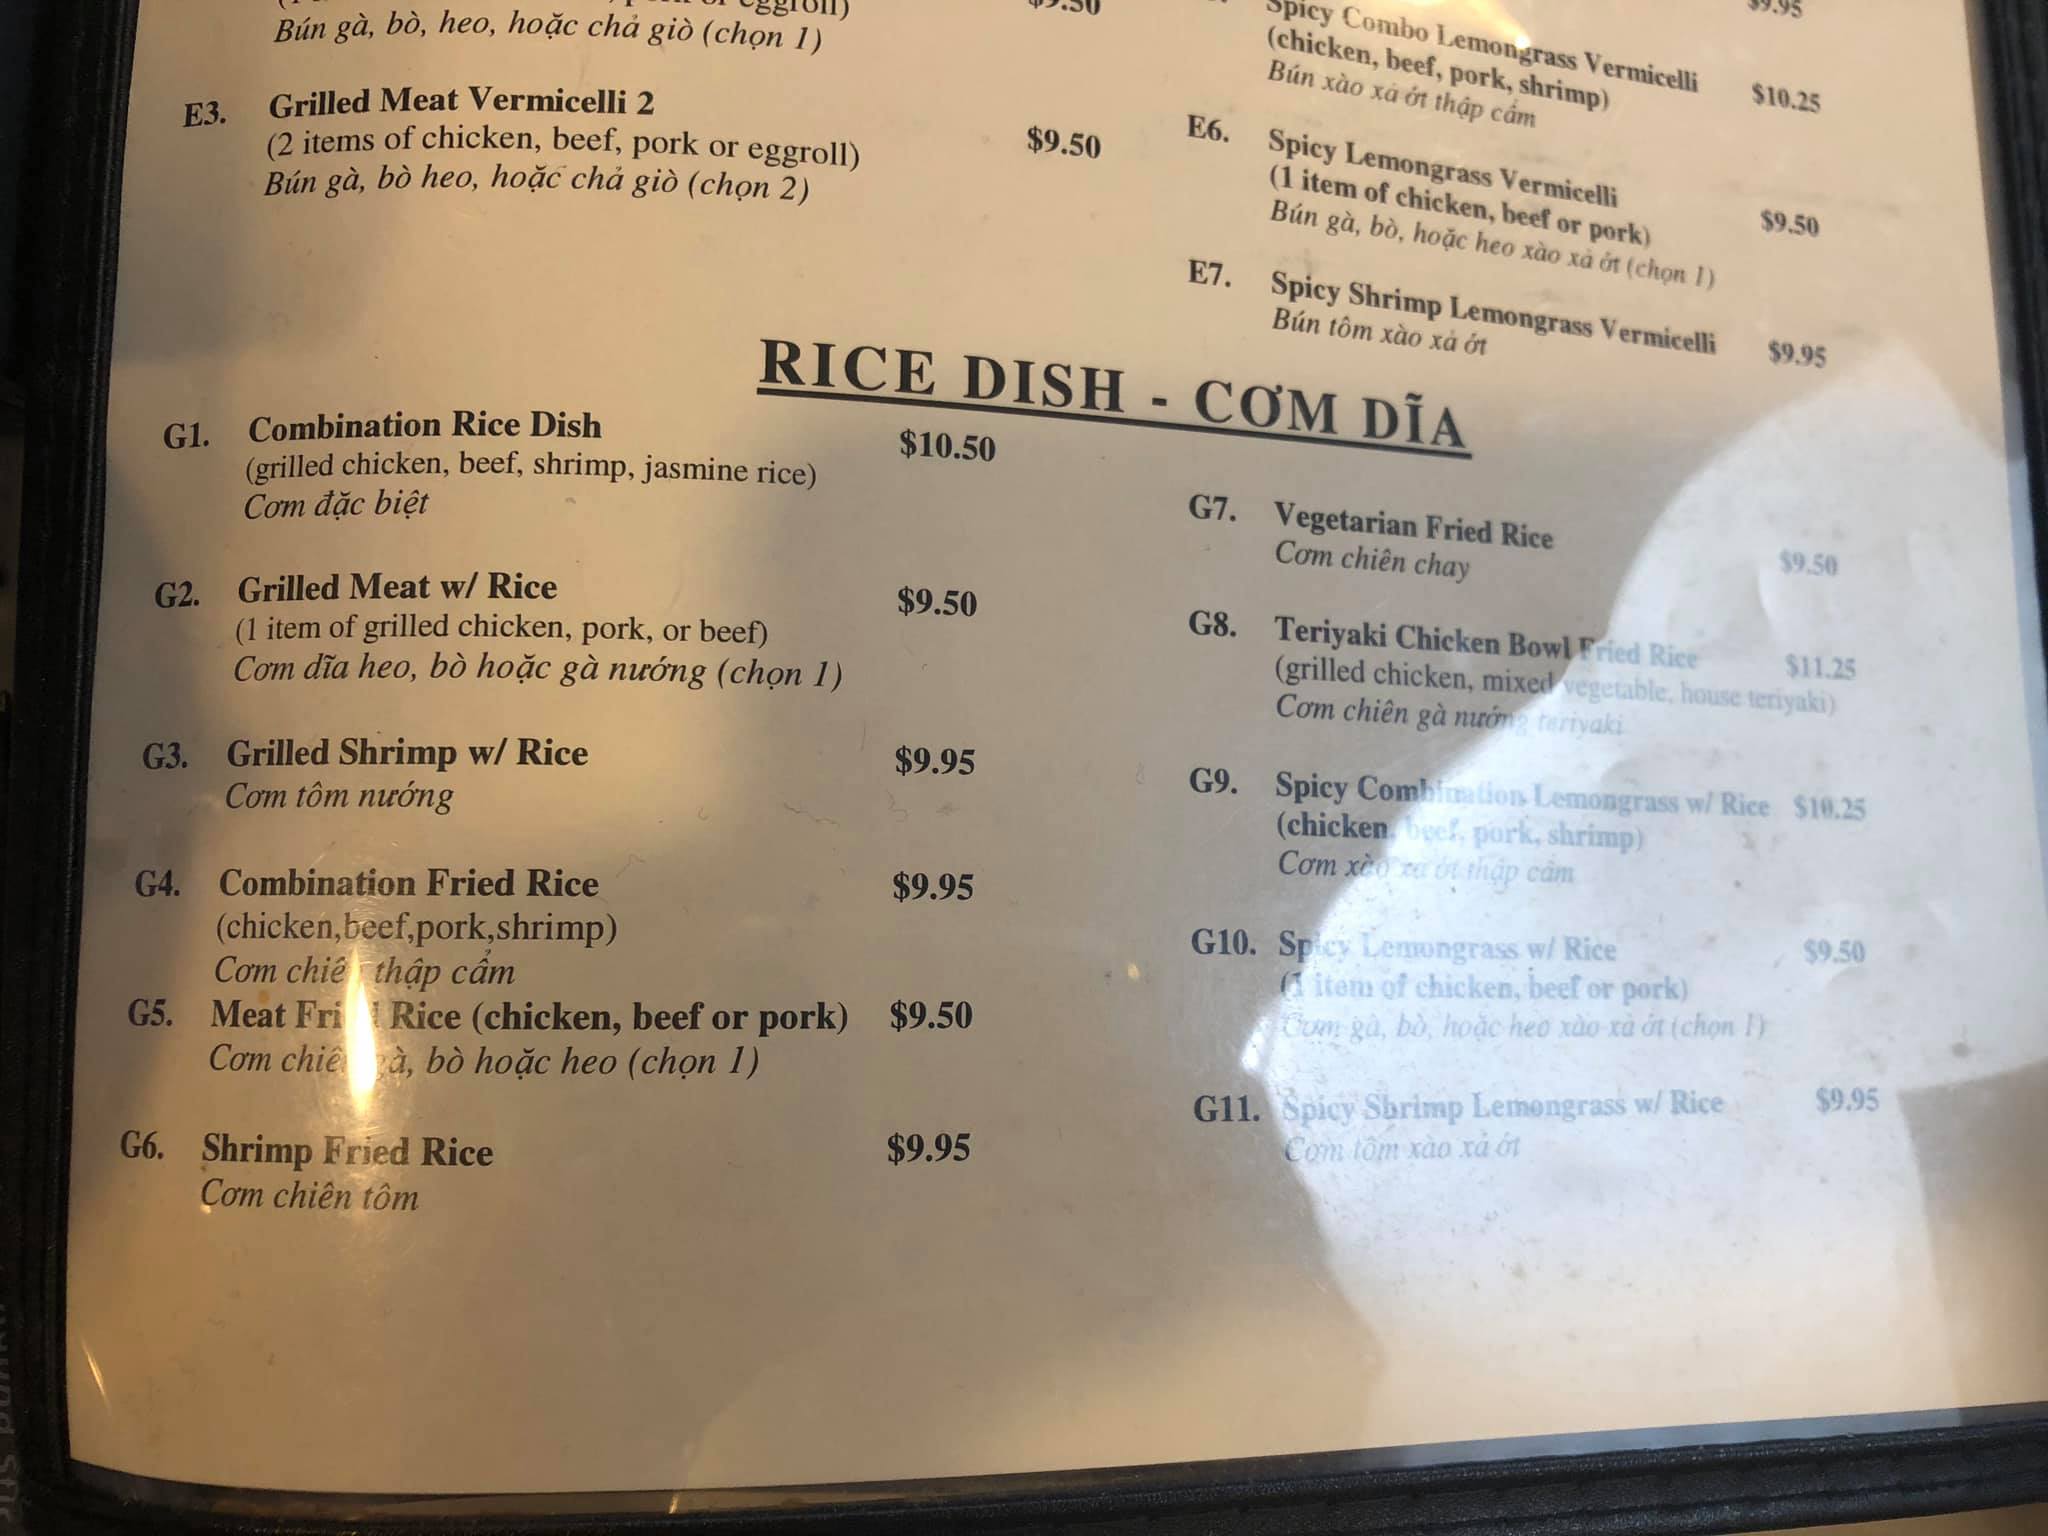 eggroll)
$9.50
Bún gà, bò, heo, hoặc chả giò (chọn 1)
E3. Grilled Meat Vermicelli 2
(2 items of chicken, beef, pork or eggroll) $9.50
Bún gà, bò heo, hoặc chả giò (chọn 2)
$9.95
Spicy Combo Lemongrass Vermicelli
(chicken, beef, pork, shrimp) $10.25
Bún xào xả ớt thập cẩm
E6. Spicy Lemongrass Vermicelli
(1 item of chicken, beef or pork) $9.50
Bún gà, bò, hoặc heo xào xả ớt (chọn 1)
E7. Spicy Shrimp Lemongrass Vermicelli $9.95
Bún tôm xào xả ớt
RICE DISH - CƠM DĨA
G1. Combination Rice Dish $10.50
(grilled chicken, beef, shrimp, jasmine rice)
Cơm đặc biệt
G2. Grilled Meat w/ Rice $9.50
(1 item of grilled chicken, pork, or beef)
Cơm dĩa heo, bò hoặc gà nướng (chọn 1)
G3. Grilled Shrimp w/ Rice $9.95
Cơm tôm nướng
G4. Combination Fried Rice $9.95
(chicken,beef,pork,shrimp)
Cơm chiên thập cẩm
G5. Meat Fried Rice (chicken, beef or pork) $9.50
Cơm chiên gà, bò hoặc heo (chọn 1)
G6. Shrimp Fried Rice $9.95
Cơm chiên tôm
G7. Vegetarian Fried Rice $9.50
Cơm chiên chay
G8. Teriyaki Chicken Bowl Fried Rice $11.25
(grilled chicken, mixed vegetable, house teriyaki)
Cơm chiên gà nướng teriyaki
G9. Spicy Combination Lemongrass w/ Rice $10.25
(chicken, beef, pork, shrimp)
Cơm xào xả ớt thập cẩm
G10. Spicy Lemongrass w/ Rice $9.50
(1 item of chicken, beef or pork)
Cơm gà, bò, hoặc heo xào xả ớt (chọn 1)
G11. Spicy Shrimp Lemongrass w/ Rice $9.95
Cơm tôm xào xả ớt